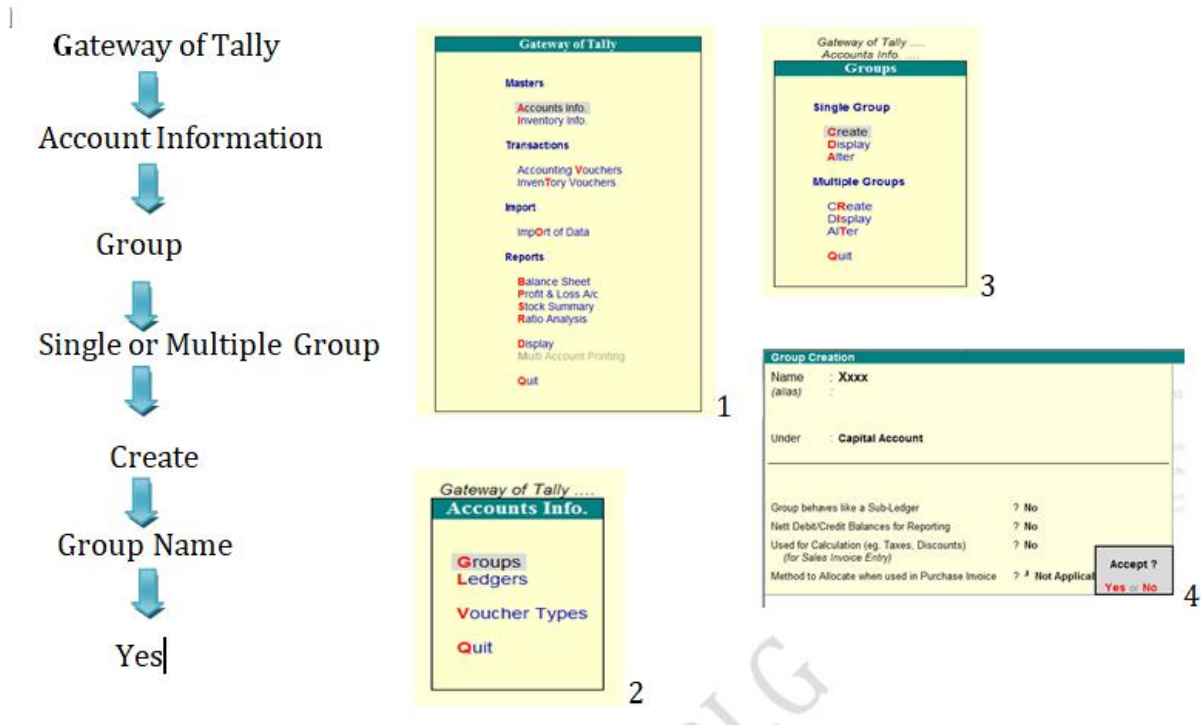 Gateway of Tally
Account Information
Group
Single or Multiple Group
Create
Group Name
Yes
Gateway of Tally
Masters
Accounts Info.
Inventory Info.
Transactions
Accounting Vouchers
InvenTory Vouchers
Import
ImpOrt of Data
Reports
Balance Sheet
Profit & Loss A/c
Stock Summary
Ratio Analysis
Display
Multi Account Printing
Quit
1
Gateway of Tally ....
Accounts Info.
Groups
Ledgers
Voucher Types
Quit
2
Gateway of Tally ....
Accounts Info. ....
Groups
Single Group
Create
Display
Alter
Multiple Groups
CReate
DIsplay
AlTer
Quit
3
Group Creation
Name : Xxxx
(alias) :
Under : Capital Account
Group behaves like a Sub-Ledger ? No
Nett Debit/Credit Balances for Reporting ? No
Used for Calculation (eg. Taxes, Discounts) ? No
(for Sales Invoice Entry)
Method to Allocate when used in Purchase Invoice ? Not Applicab
Accept ?
Yes or No
4